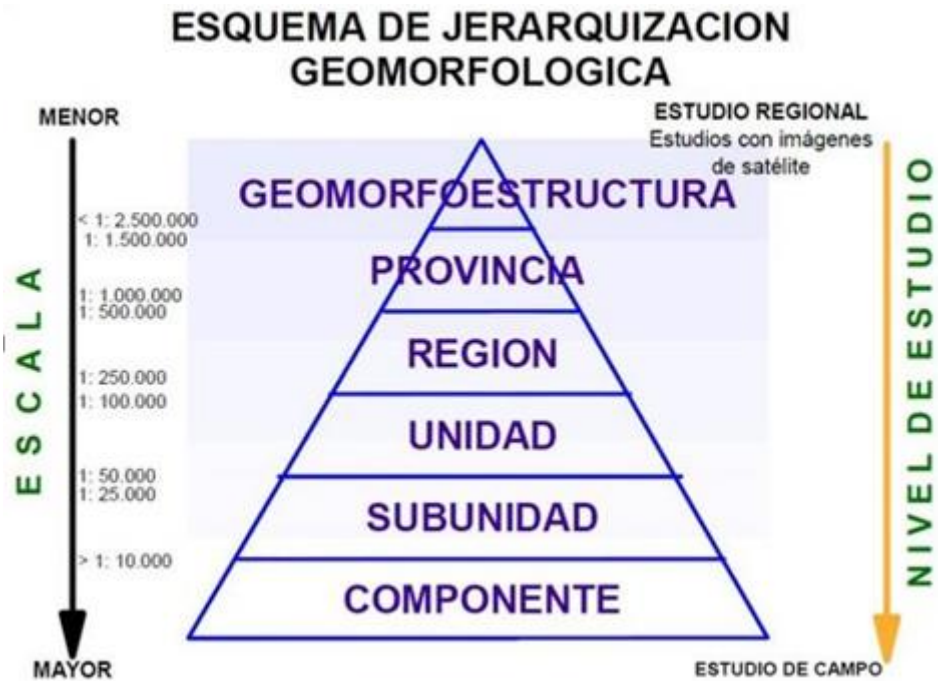 ESQUEMA DE JERARQUIZACION
GEOMORFOLOGICA
MENOR
ESTUDIO REGIONAL
Estudios con imágenes
de satélite
GEOMORFOESTRUCTURA
< 1: 2.500.000
1: 1.500.000
PROVINCIA
1: 1.000.000
1: 500.000
REGION
1: 250.000
1: 100.000
UNIDAD
1: 50.000
1: 25.000
SUBUNIDAD
> 1: 10.000
COMPONENTE
ESCALA
NIVEL DE ESTUDIO
MAYOR
ESTUDIO DE CAMPO